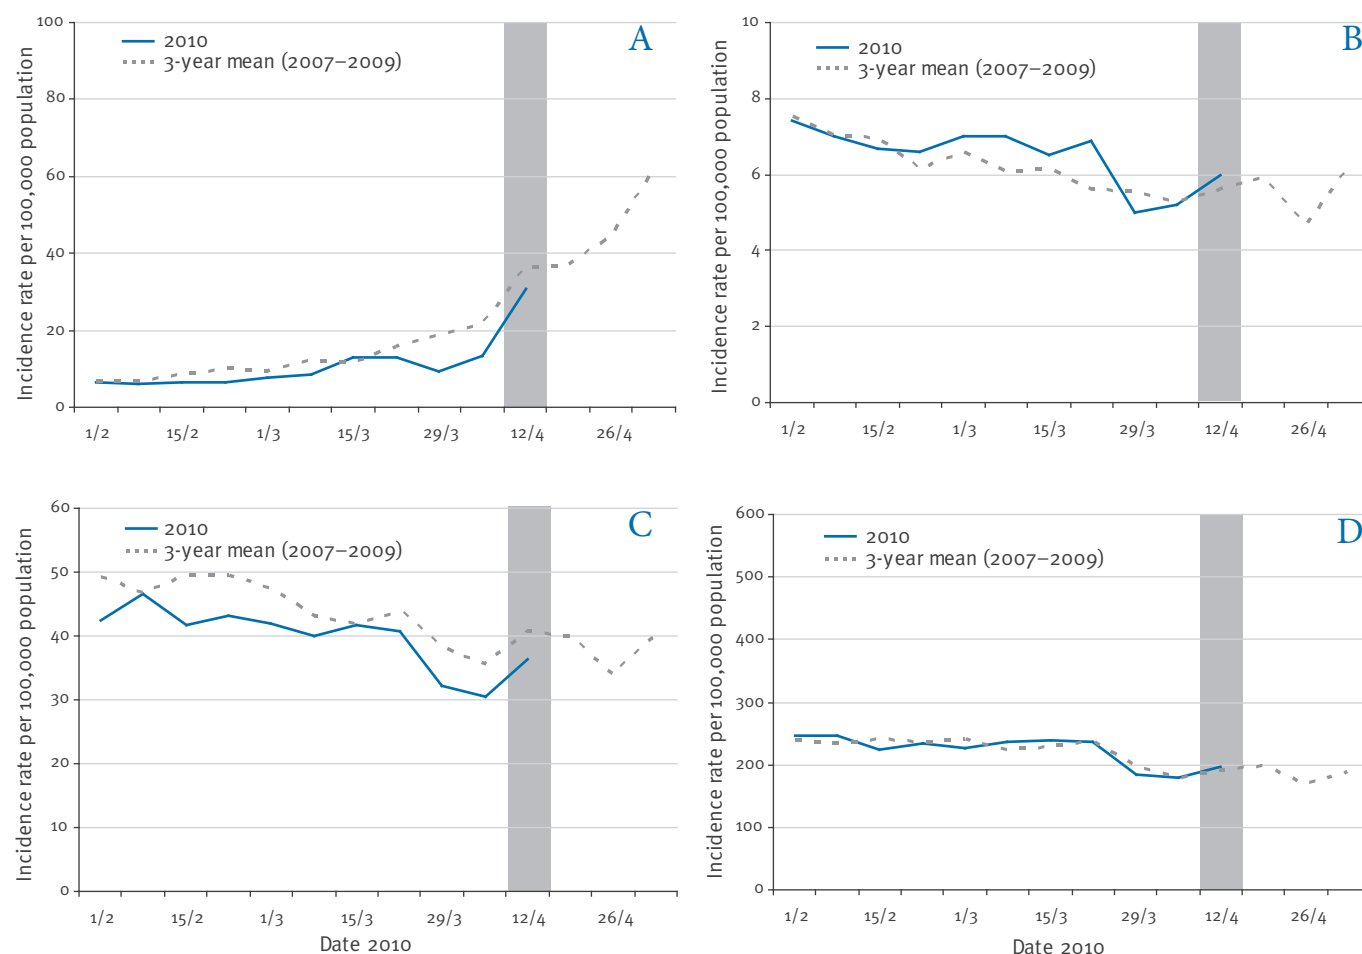 A
2010
3-year mean (2007–2009)
Incidence rate per 100,000 population
100
80
60
40
20
0
1/2 15/2 1/3 15/3 29/3 12/4 26/4
B
2010
3-year mean (2007–2009)
Incidence rate per 100,000 population
10
8
6
4
2
0
1/2 15/2 1/3 15/3 29/3 12/4 26/4
C
2010
3-year mean (2007–2009)
Incidence rate per 100,000 population
60
50
40
30
20
10
0
1/2 15/2 1/3 15/3 29/3 12/4 26/4
Date 2010
D
2010
3-year mean (2007–2009)
Incidence rate per 100,000 population
600
500
400
300
200
100
0
1/2 15/2 1/3 15/3 29/3 12/4 26/4
Date 2010